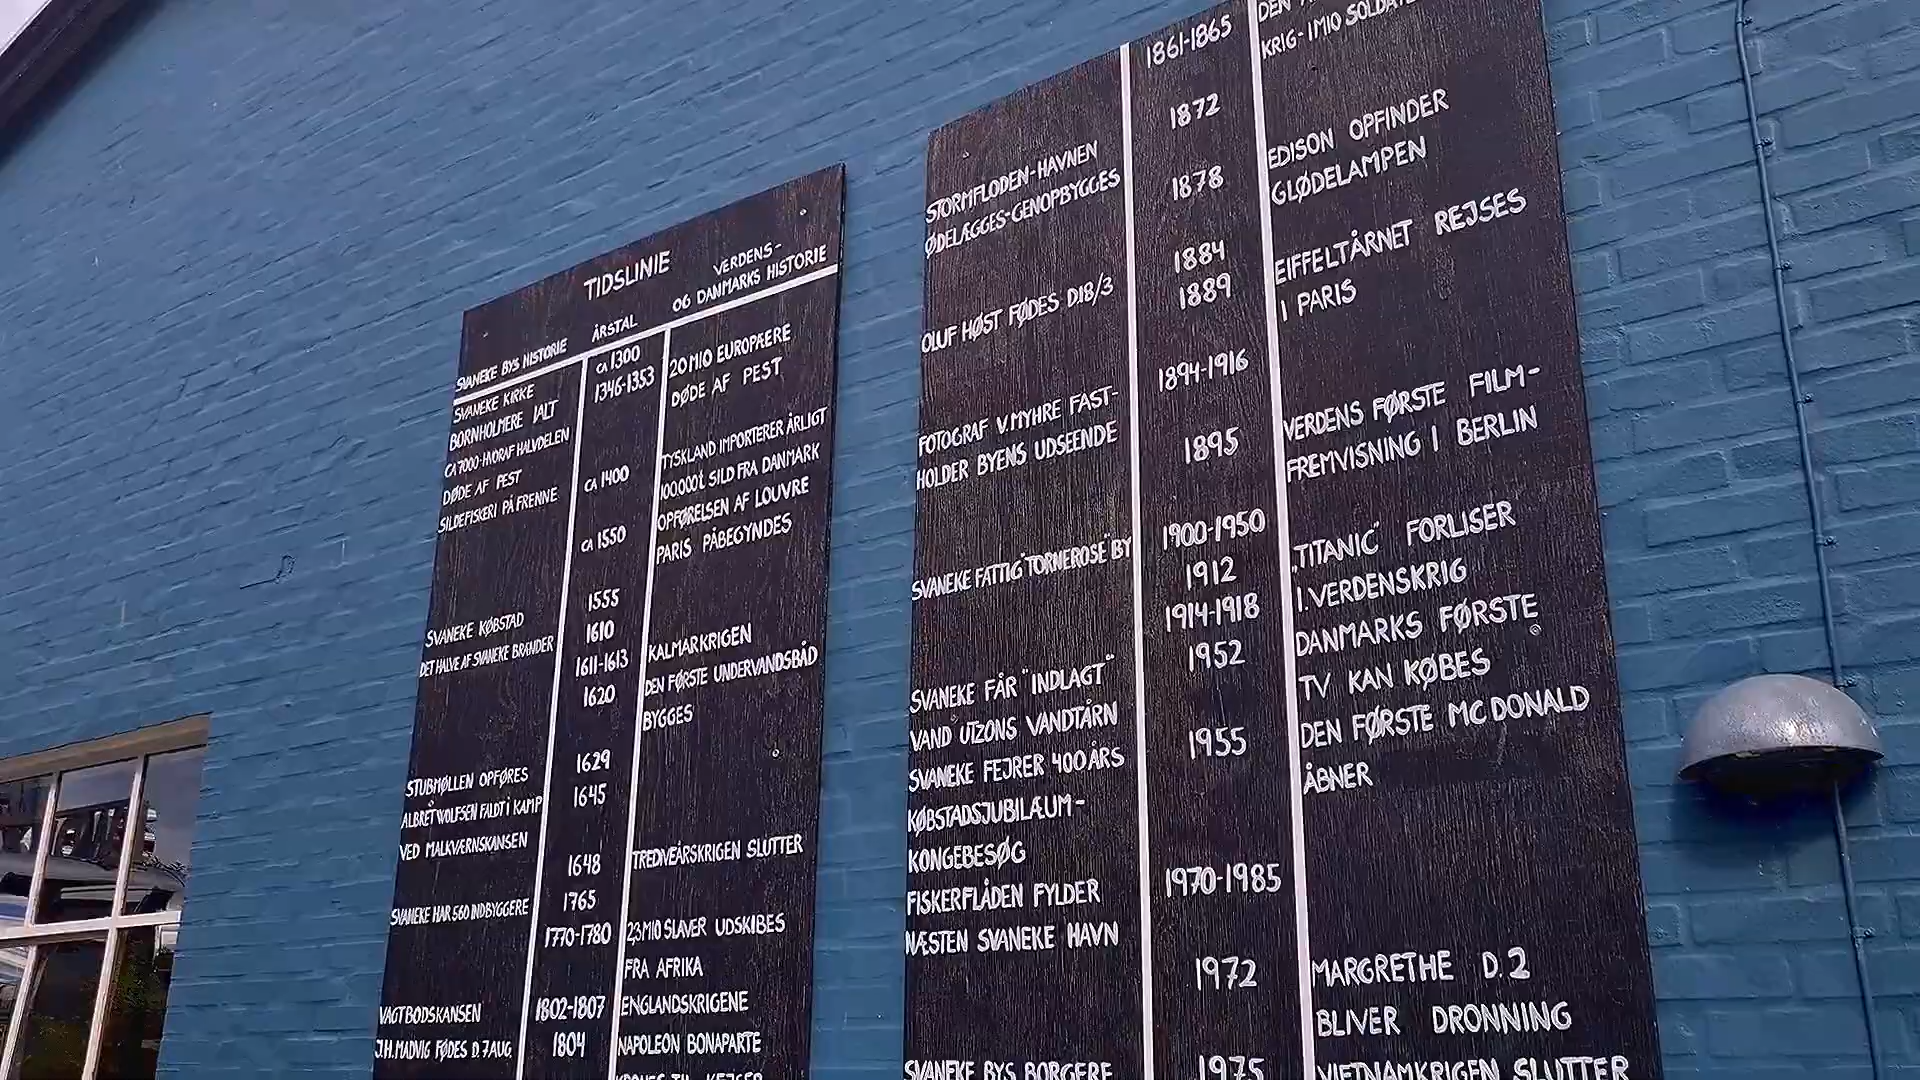 TIDSLINIE
VERDENS-
OG DANMARKS HISTORIE
SVANEKE BYS HISTORIE
ÅRSTAL
SVANEKE KIRKE
BORNHOLMERE IALT
CA 7000-HVORAF HALVDELEN
DØDE AF PEST
SILDEFISKERI PÅ FRENNE
SVANEKE KØBSTAD
DET HALVE AF SVANEKE BRÆNDER
STUBMØLLEN OPFØRES
ALBRET WOLFSEN FALDT I KAMP
VED MALKVÆRNSKANSEN
SVANEKE HAR 560 INDBYGGERE
VAGTBODSKANSEN
J.H. MADVIG FØDES D. 7 AUG.
CA 1300
1346-1353
CA 1400
CA 1550
1555
1610
1611-1613
1620
1629
1645
1648
1765
1770-1780
1802-1807
1804
20 MIO EUROPÆERE
DØDE AF PEST
TYSKLAND IMPORTERER ÅRLIGT
100.000 t. SILD FRA DANMARK
OPFØRELSEN AF LOUVRE
PARIS PÅBEGYNDES
KALMARKRIGEN
DEN FØRSTE UNDERVANDSBÅD
BYGGES
TREDIVEÅRSKRIGEN SLUTTER
2,3 MIO SLAVER UDSKIBES
FRA AFRIKA
ENGLANDSKRIGENE
NAPOLEON BONAPARTE
KRONES TIL KEJSER
STORMFLODEN-HAVNEN
ØDELÆGGES-GENOPBYGGES
OLUF HØST FØDES D.18/3
FOTOGRAF V. MYHRE FAST-
HOLDER BYENS UDSEENDE
SVANEKE FATTIG "TORNEROSE" BY
SVANEKE FÅR "INDLAGT"
VAND UTZONS VANDTÅRN
SVANEKE FEJRER 400 ÅRS
KØBSTADSJUBILÆUM-
KONGEBESØG
FISKERFLÅDEN FYLDER
NÆSTEN SVANEKE HAVN
SVANEKE BYS BORGERE
1861-1865
1872
1878
1884
1889
1894-1916
1895
1900-1950
1912
1914-1918
1952
1955
1970-1985
1972
1975
DEN
KRIG-1 MIO SOLDATE
EDISON OPFINDER
GLØDELAMPEN
EIFFELTÅRNET REJSES
I PARIS
VERDENS FØRSTE FILM-
FREMVISNING I BERLIN
„TITANIC" FORLISER
1. VERDENSKRIG
DANMARKS FØRSTE
TV KAN KØBES
DEN FØRSTE MC DONALD
ÅBNER
MARGRETHE D. 2
BLIVER DRONNING
VIETNAMKRIGEN SLUTTER